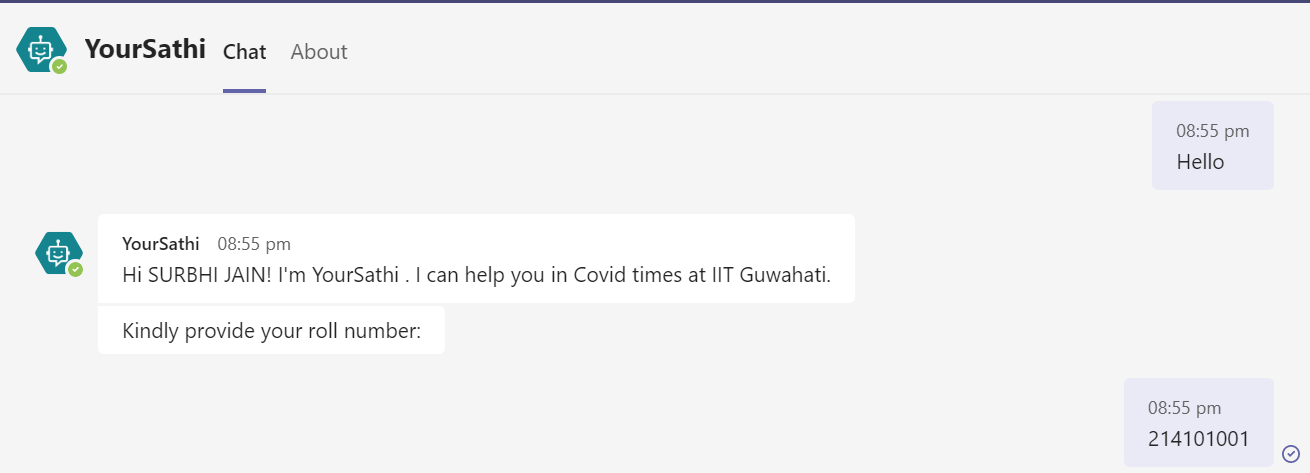 YourSathi Chat About
08:55 pm
Hello
YourSathi 08:55 pm
Hi SURBHI JAIN! I'm YourSathi . I can help you in Covid times at IIT Guwahati.
Kindly provide your roll number:
08:55 pm
214101001